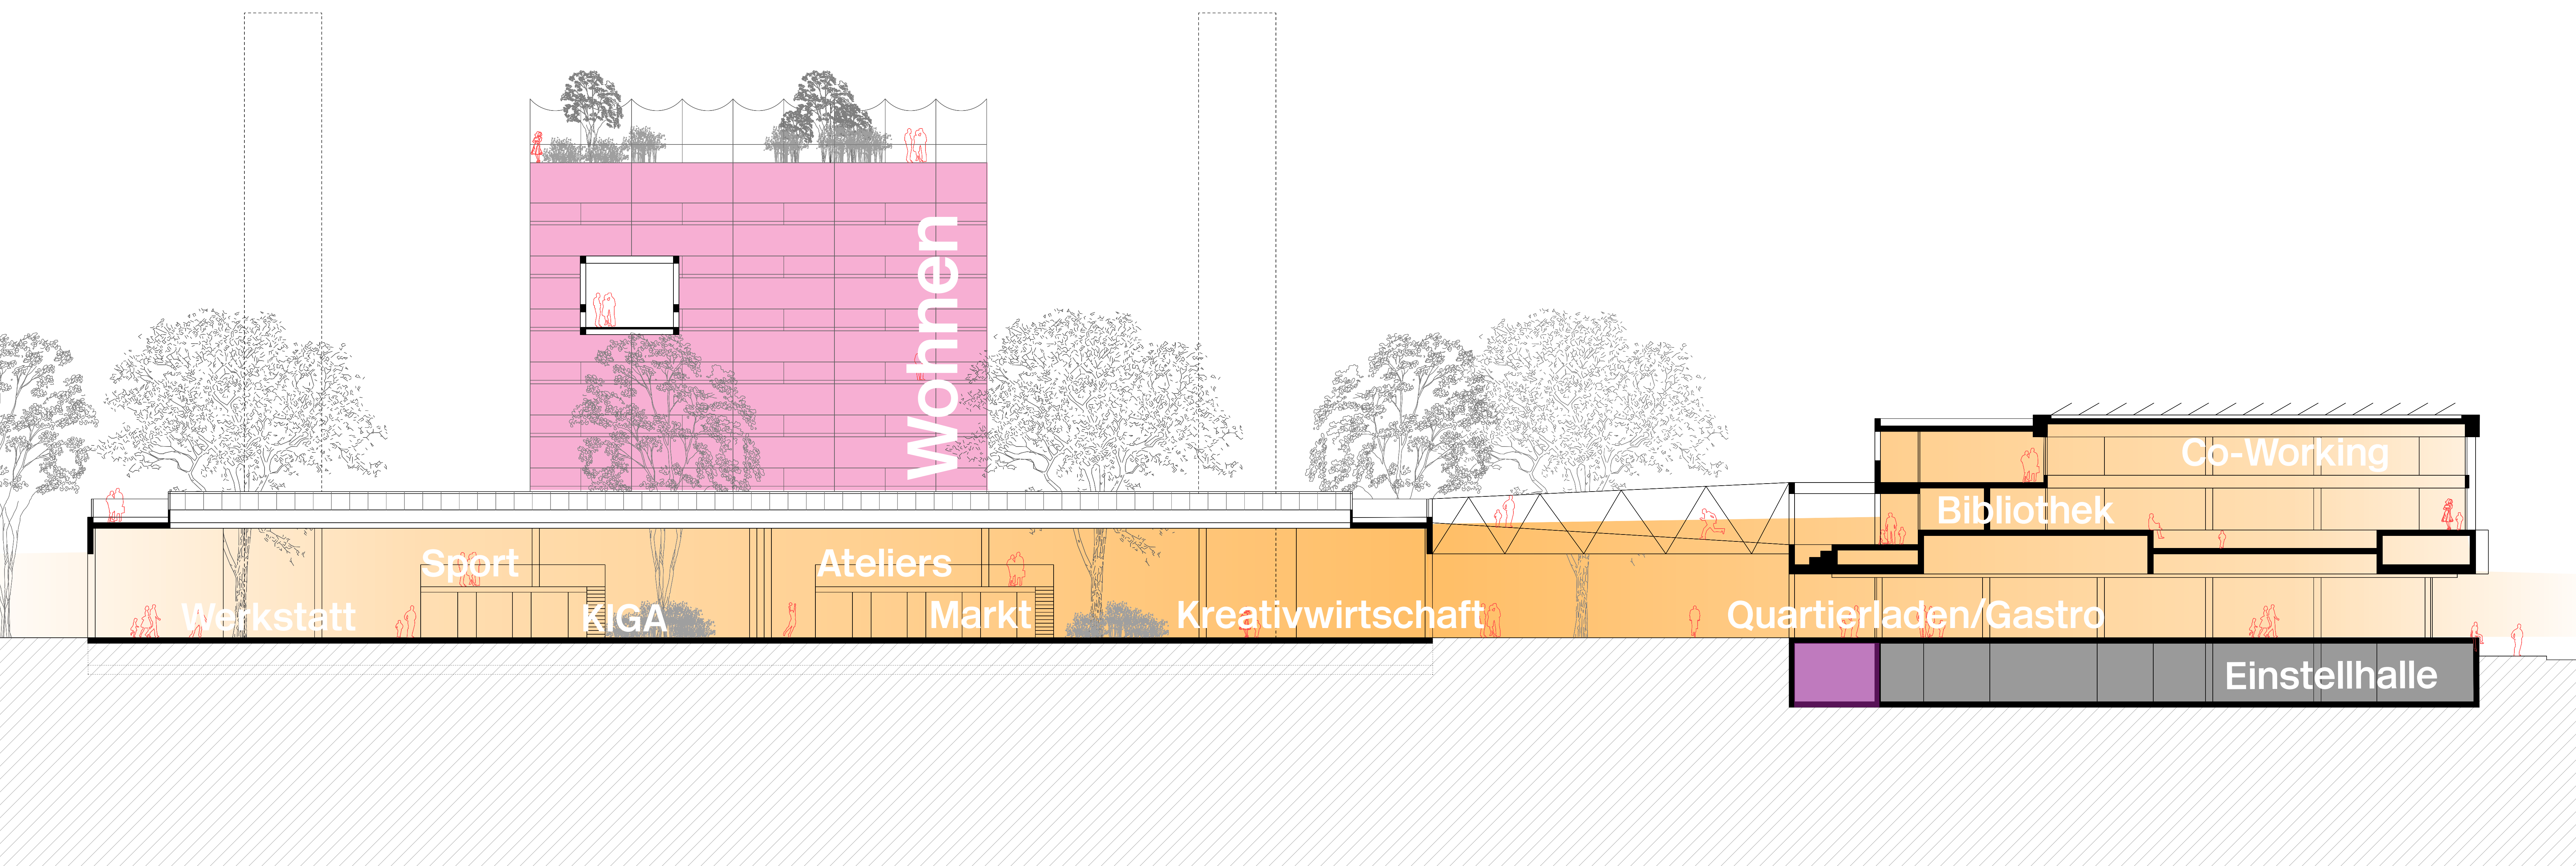 Wohnen
Co-Working
Bibliothek
Sport
Ateliers
Werkstatt
KIGA
Markt
Kreativwirtschaft
Quartierladen/Gastro
Einstellhalle